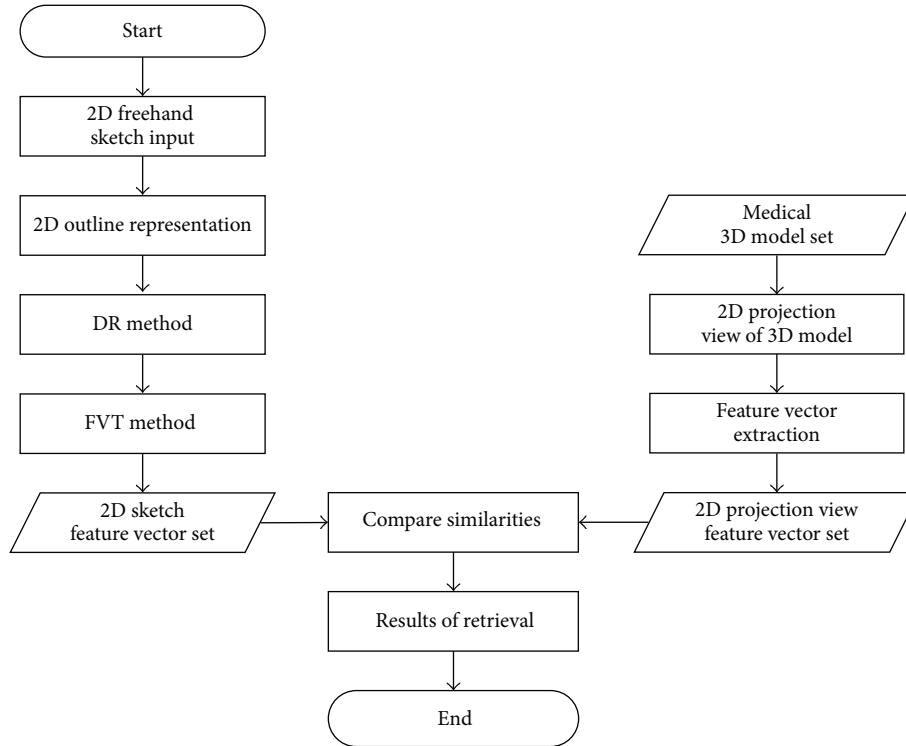 Start
2D freehand
sketch input
2D outline representation
DR method
FVT method
2D sketch
feature vector set
Medical
3D model set
2D projection
view of 3D model
Feature vector
extraction
2D projection view
feature vector set
Compare similarities
Results of retrieval
End